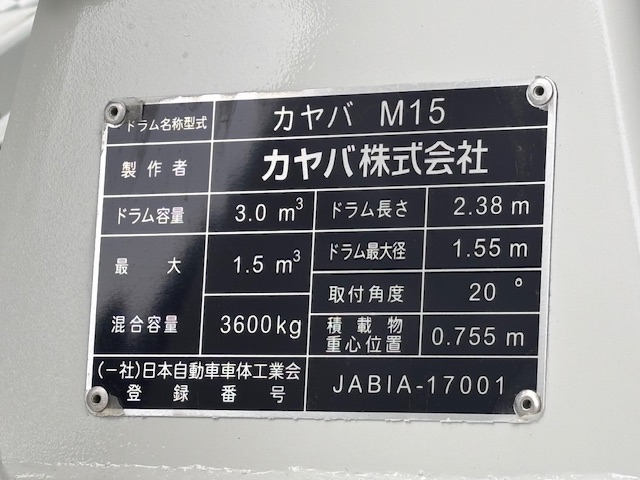 ドラム名称型式 カヤバ M15
製作者 カヤバ株式会社
ドラム容量 3.0 m³ ドラム長さ 2.38 m
最大 1.5 m³ ドラム最大径 1.55 m
取付角度 20°
混合容量 3600kg 積載物重心位置 0.755 m
(一社)日本自動車車体工業会
登録番号 JABIA-17001